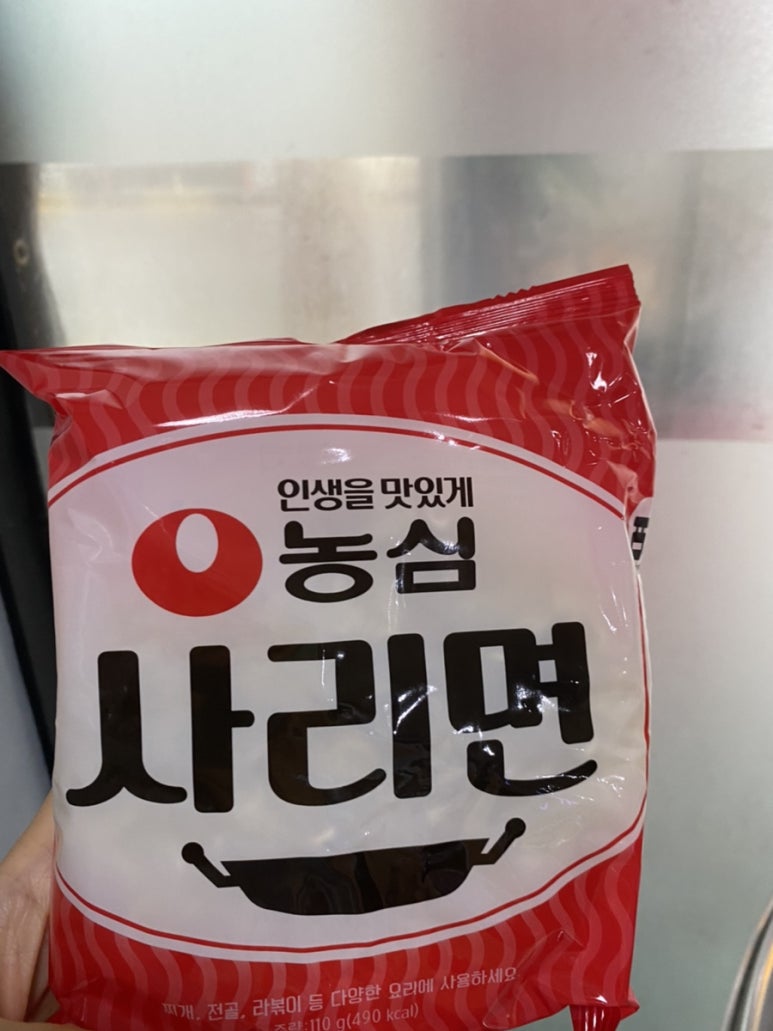 인생을 맛있게
농심
사리면
찌개, 전골, 라볶이 등 다양한 요리에 사용하세요
110 g(490 kcal)